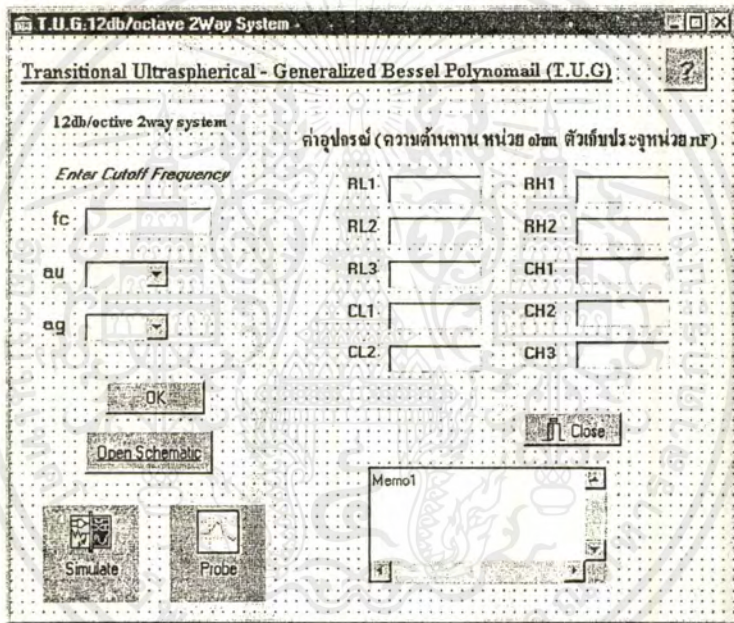 T.U.G:12db/octave 2Way System
Transitional Ultraspherical - Generalized Bessel Polynomail (T.U.G)
?
12db/octive 2way system
ค่าอุปกรณ์ (ความต้านทาน หน่วย ohm ตัวเก็บประจุหน่วย nF)
Enter Cutoff Frequency
fc
au
ag
RL1
RL2
RL3
CL1
CL2
RH1
RH2
CH1
CH2
CH3
OK
Open Schematic
Close
Memo1
Simulate
Probe